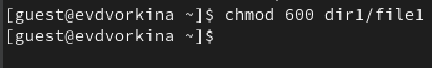 [guest@evdvorkina ~]$ chmod 600 dir1/file1
[guest@evdvorkina ~]$